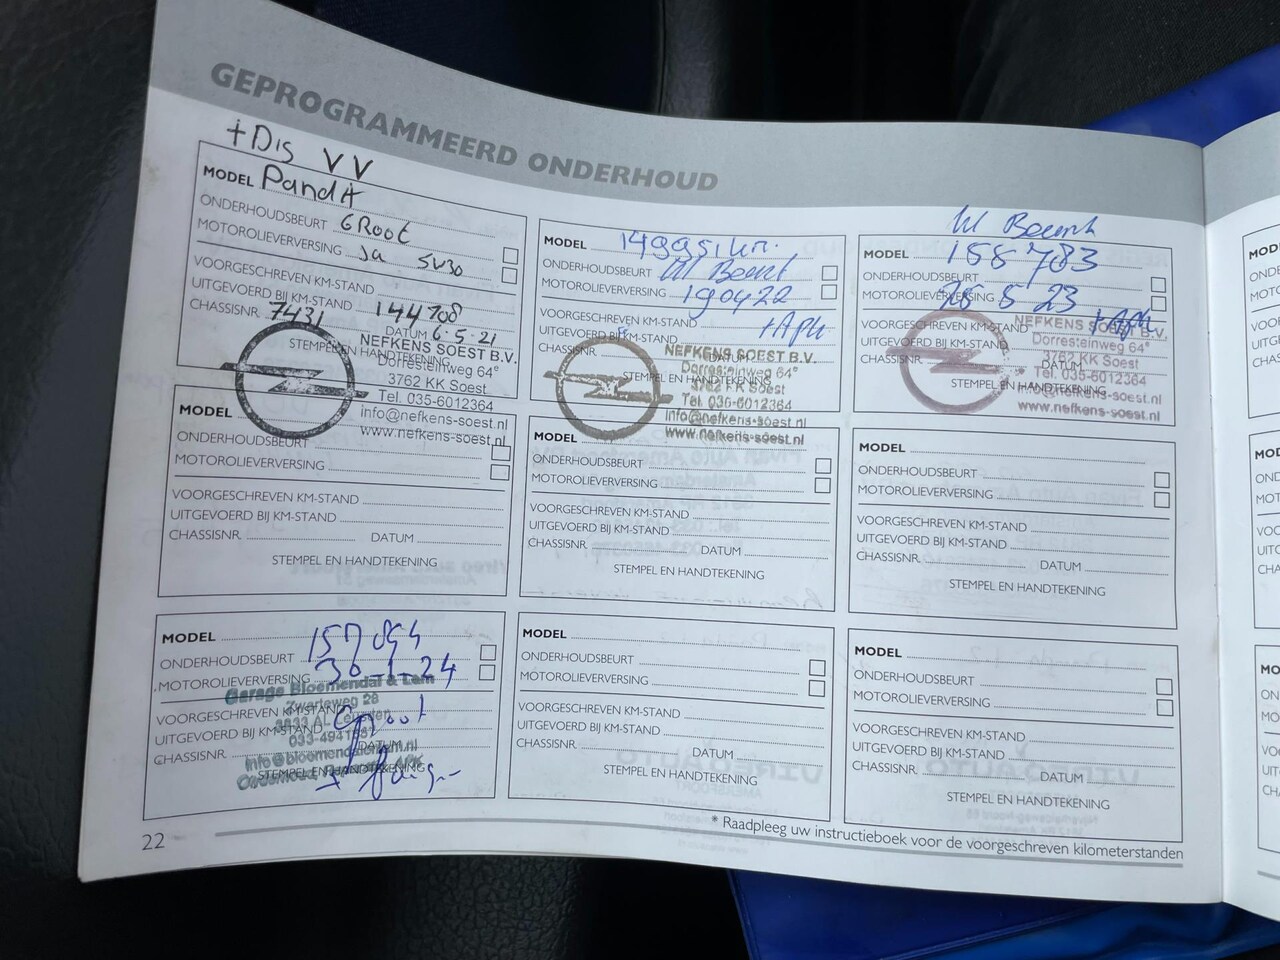 GEPROGRAMMEERD ONDERHOUD
+ Dis VV
MODEL Panda
ONDERHOUDSBEURT Groot
MOTOROLIEVERVERSING Ja 5W30
VOORGESCHREVEN KM-STAND
UITGEVOERD BIJ KM-STAND 144708
CHASSISNR. 7431 DATUM 6-5-21
STEMPEL EN HANDTEKENING
NEFKENS SOEST B.V.
Dorresteinweg 64e
3762 KK Soest
Tel. 035-6012364
info@nefkens-soest.nl
www.nefkens-soest.nl
MODEL
ONDERHOUDSBEURT
MOTOROLIEVERVERSING
190422
+ Apk
VOORGESCHREVEN KM-STAND
UITGEVOERD BIJ KM-STAND
CHASSISNR.
STEMPEL EN HANDTEKENING
NEFKENS SOEST B.V.
Dorresteinweg 64e
3762 KK Soest
Tel. 035-6012364
info@nefkens-soest.nl
www.nefkens-soest.nl
MODEL 158783
ONDERHOUDSBEURT
MOTOROLIEVERVERSING 5 23
+ Apk
VOORGESCHREVEN KM-STAND
UITGEVOERD BIJ KM-STAND
CHASSISNR. DATUM
STEMPEL EN HANDTEKENING
NEFKENS SOEST B.V.
Dorresteinweg 64e
3762 KK Soest
Tel. 035-6012364
info@nefkens-soest.nl
www.nefkens-soest.nl
MODEL
ONDERHOUDSBEURT
MOTOROLIEVERVERSING
VOORGESCHREVEN KM-STAND
UITGEVOERD BIJ KM-STAND
CHASSISNR. DATUM
STEMPEL EN HANDTEKENING
MODEL
ONDERHOUDSBEURT
MOTOROLIEVERVERSING
VOORGESCHREVEN KM-STAND
UITGEVOERD BIJ KM-STAND
CHASSISNR. DATUM
STEMPEL EN HANDTEKENING
MODEL
ONDERHOUDSBEURT
MOTOROLIEVERVERSING
VOORGESCHREVEN KM-STAND
UITGEVOERD BIJ KM-STAND
CHASSISNR. DATUM
STEMPEL EN HANDTEKENING
MODEL
ONDERHOUDSBEURT
MOTOROLIEVERVERSING 30-1-24
Garage Bloemendal & Lam
Zwarteweg 28
VOORGESCHREVEN KM-STAND Groot
UITGEVOERD BIJ KM-STAND
CHASSISNR. DATUM
STEMPEL EN HANDTEKENING
MODEL
ONDERHOUDSBEURT
MOTOROLIEVERVERSING
VOORGESCHREVEN KM-STAND
UITGEVOERD BIJ KM-STAND
CHASSISNR. DATUM
STEMPEL EN HANDTEKENING
MODEL
ONDERHOUDSBEURT
MOTOROLIEVERVERSING
VOORGESCHREVEN KM-STAND
UITGEVOERD BIJ KM-STAND
CHASSISNR. DATUM
STEMPEL EN HANDTEKENING
* Raadpleeg uw instructieboek voor de voorgeschreven kilometerstanden
22